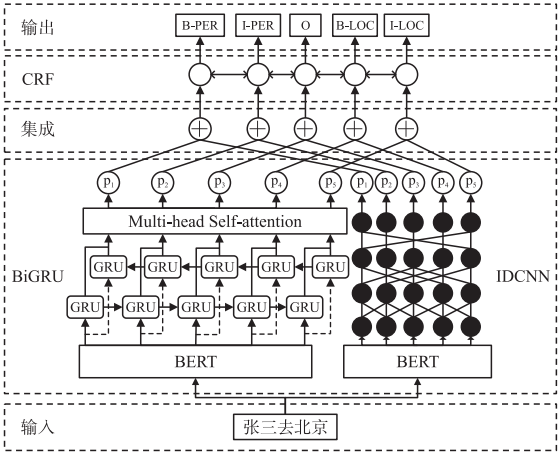 输出 B-PER I-PER O B-LOC I-LOC
CRF
集成
p1 p2 p3 p4 p5 p1 p2 p3 p4 p5
Multi-head Self-attention
GRU GRU GRU GRU GRU
BiGRU IDCNN
GRU GRU GRU GRU GRU
BERT BERT
输入 张三去北京